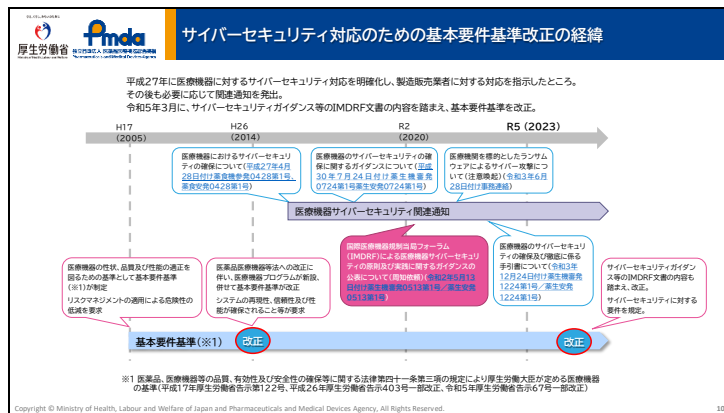 厚生労働省
Pmda
独立行政法人 医薬品医療機器総合機構
Pharmaceuticals and Medical Devices Agency
サイバーセキュリティ対応のための基本要件基準改正の経緯
平成27年に医療機器に対するサイバーセキュリティ対応を明確化し、製造販売業者に対する対応を指示したところ。
その後も必要に応じて関連通知を発出。
令和5年3月に、サイバーセキュリティガイダンス等のIMDRF文書の内容を踏まえ、基本要件基準を改正。
H17
(2005)
H26
(2014)
R2
(2020)
R5 (2023)
医療機器におけるサイバーセキュリ
ティの確保について(平成27年4月
28日付け薬食機参発0428第1号、
薬食安発0428第1号)
医療機器のサイバーセキュリティの確
保に関するガイダンスについて(平成
30年7月24日付け薬生機審発
0724第1号薬生安発0724第1号)
医療機関を標的としたランサム
ウェアによるサイバー攻撃につい
て(注意喚起)(令和3年6月
28日付け事務連絡)
医療機器サイバーセキュリティ関連通知
医療機器の性状、品質及び性能の適正を
図るための基準として基本要件基準
(※1)が制定
リスクマネジメントの適用による危険性の
低減を要求
医薬品医療機器等法への改正に
伴い、医療機器プログラムが新設、
併せて基本要件基準が改正
システムの再現性、信頼性及び性
能が確保されること等が要求
国際医療機器規制当局フォーラム
(IMDRF)による医療機器サイバーセキュリ
ティの原則及び実践に関するガイダンスの
公表について(周知依頼)(令和2年5月13
日付け薬生機審発0513第1号/薬生安発
0513第1号)
医療機器のサイバーセキュリ
ティの確保及び徹底に係る
手引書について(令和3年
12月24日付け薬生機審発
1224第1号/薬生安発
1224第1号)
サイバーセキュリティガイダン
ス等のIMDRF文書の内容も
踏まえ、改正。
サイバーセキュリティに対する
要件を規定。
基本要件基準(※1)
改正
改正
※1 医薬品、医療機器等の品質、有効性及び安全性の確保等に関する法律第四十一条第三項の規定により厚生労働大臣が定める医療機器
の基準(平成17年厚生労働省告示第122号、平成26年厚生労働省告示403号一部改正、令和5年厚生労働省告示67号一部改正)
Copyright © Ministry of Health, Labour and Welfare of Japan and Pharmaceuticals and Medical Devices Agency, All Rights Reserved.
10